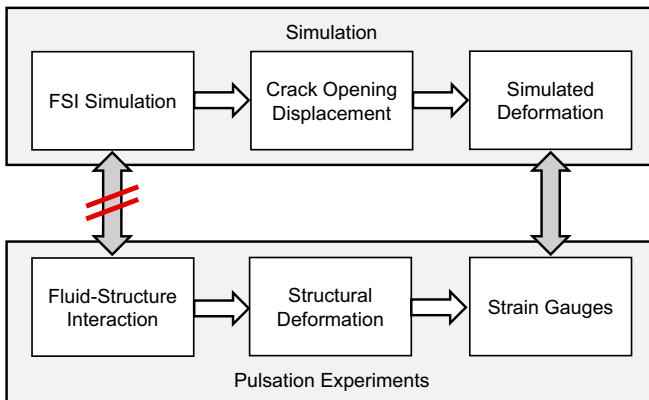 Simulation
FSI Simulation
Crack Opening
Displacement
Simulated
Deformation
Fluid-Structure
Interaction
Structural
Deformation
Strain Gauges
Pulsation Experiments